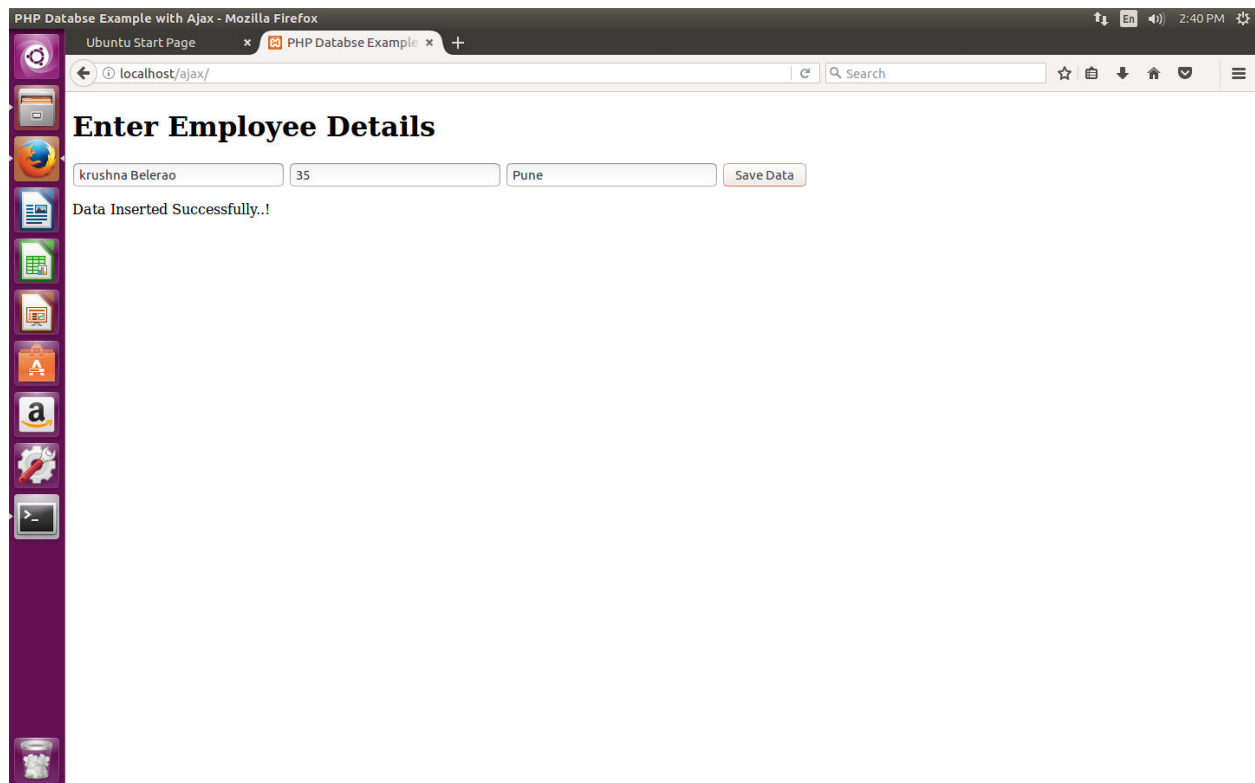 PHP Databse Example with Ajax - Mozilla Firefox
En 2:40 PM
Ubuntu Start Page
PHP Databse Example
localhost/ajax/
Search
Enter Employee Details
krushna Belerao 35 Pune Save Data
Data Inserted Successfully..!